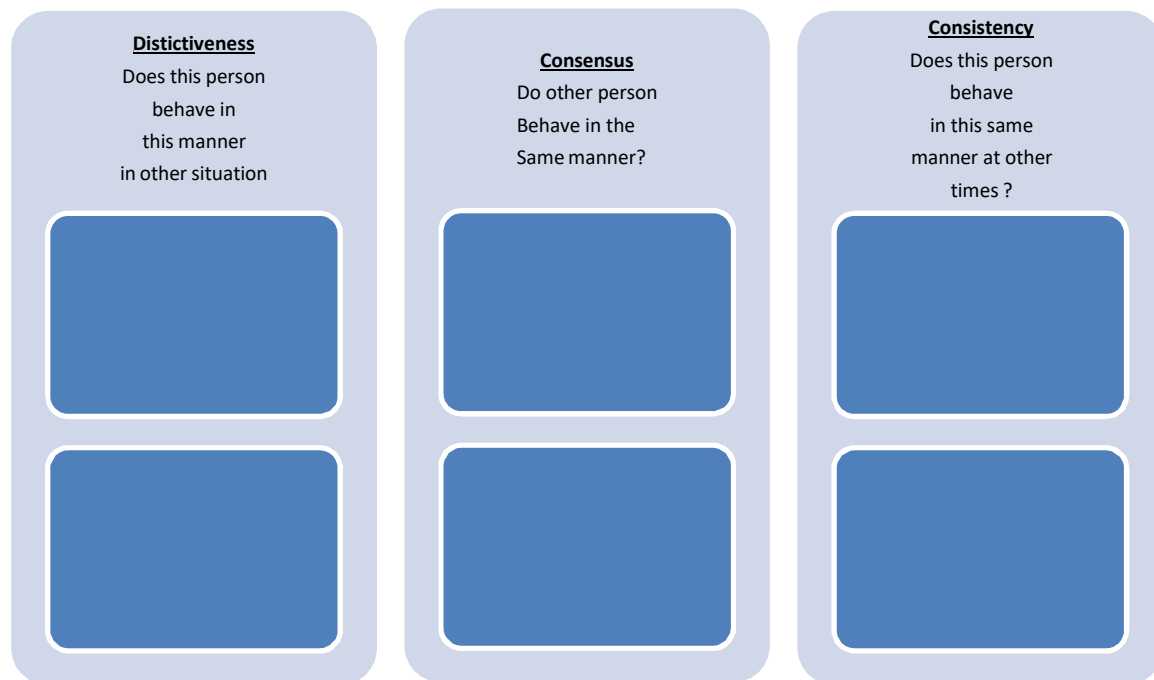 Distictiveness
Does this person
behave in
this manner
in other situation
Consensus
Do other person
Behave in the
Same manner?
Consistency
Does this person
behave
in this same
manner at other
times ?